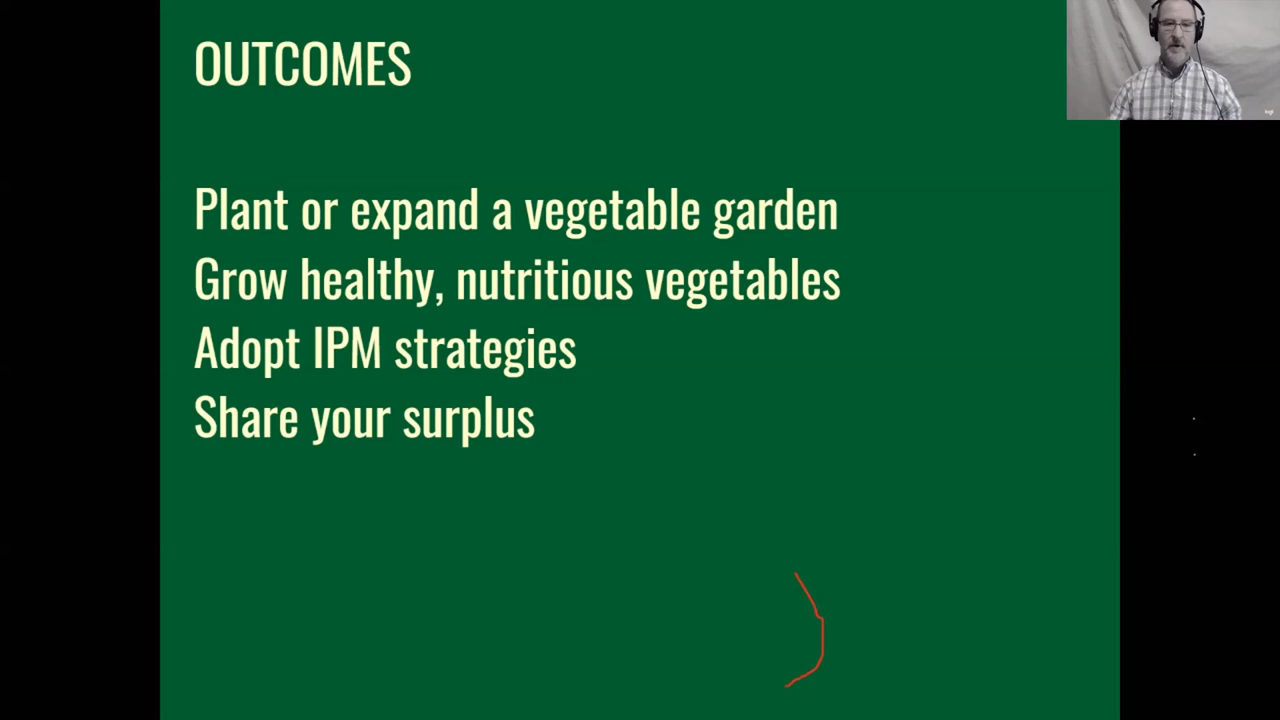 OUTCOMES
Plant or expand a vegetable garden
Grow healthy, nutritious vegetables
Adopt IPM strategies
Share your surplus